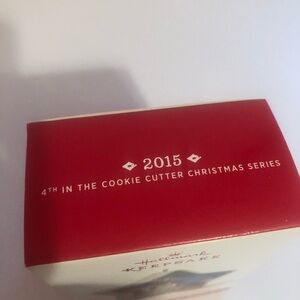 2015
4TH IN THE COOKIE CUTTER CHRISTMAS SERIES
Hallmark
KEEPSAKE